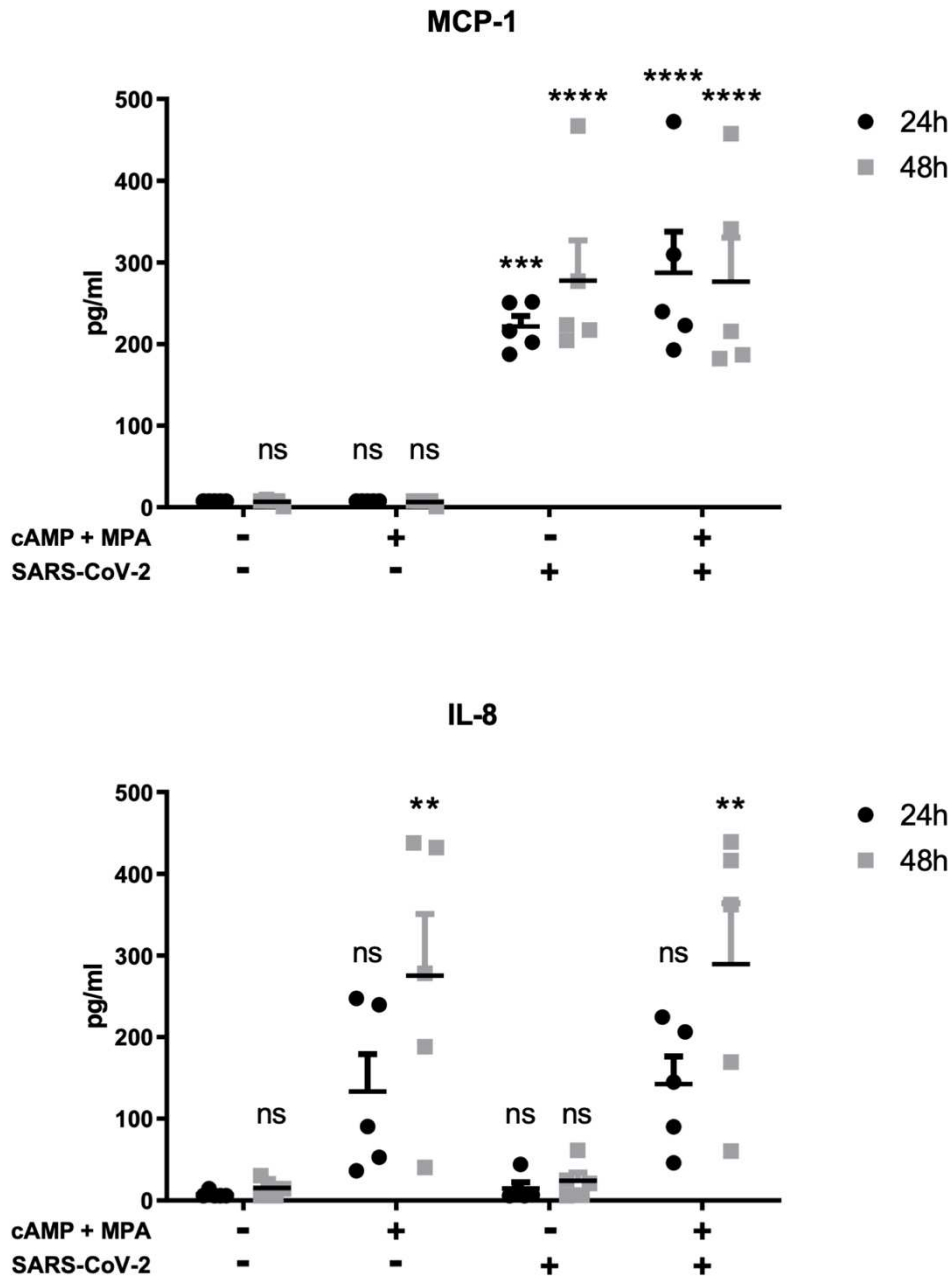 MCP-1
****
**** ****
500
24h
48h
400
300
***
pg/ml
200
100
ns ns ns
0
cAMP + MPA - + - +
SARS-CoV-2 - - + +
IL-8
500
** **
24h
48h
400
300
ns ns
pg/ml
200
100
ns ns ns
0
cAMP + MPA - + - +
SARS-CoV-2 - - + +